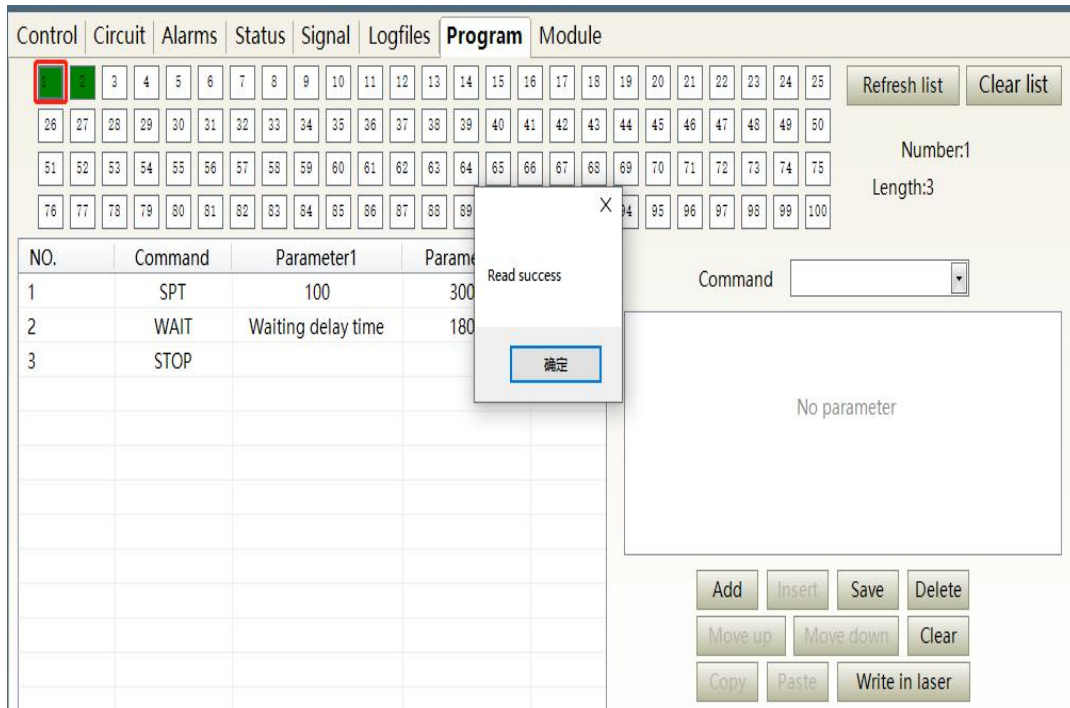 Control Circuit Alarms Status Signal Logfiles Program Module
1 2 3 4 5 6 7 8 9 10 11 12 13 14 15 16 17 18 19 20 21 22 23 24 25 Refresh list Clear list
26 27 28 29 30 31 32 33 34 35 36 37 38 39 40 41 42 43 44 45 46 47 48 49 50
Number:1
51 52 53 54 55 56 57 58 59 60 61 62 63 64 65 66 67 68 69 70 71 72 73 74 75
Length:3
76 77 78 79 80 81 82 83 84 85 86 87 88 89 X 94 95 96 97 98 99 100
NO. Command Parameter1 Parame
Read success
Command
1 SPT 100 300
2 WAIT Waiting delay time 180
3 STOP
确定
No parameter
Add Insert Save Delete
Move up Move down Clear
Copy Paste Write in laser